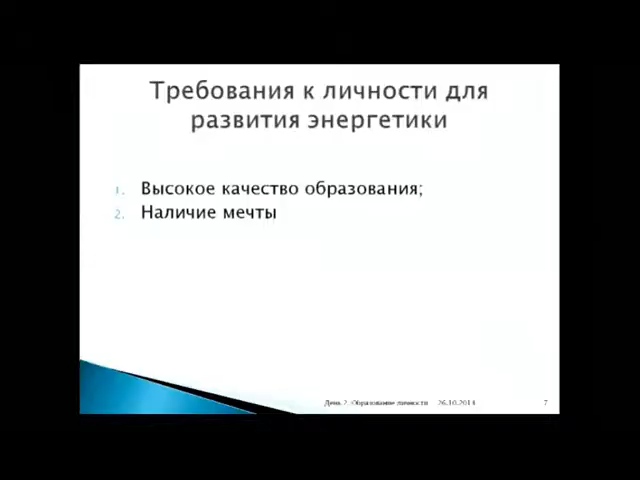 Требования к личности для
развития энергетики
1. Высокое качество образования;
2. Наличие мечты
День 2. Образование личности 26.10.2014 7